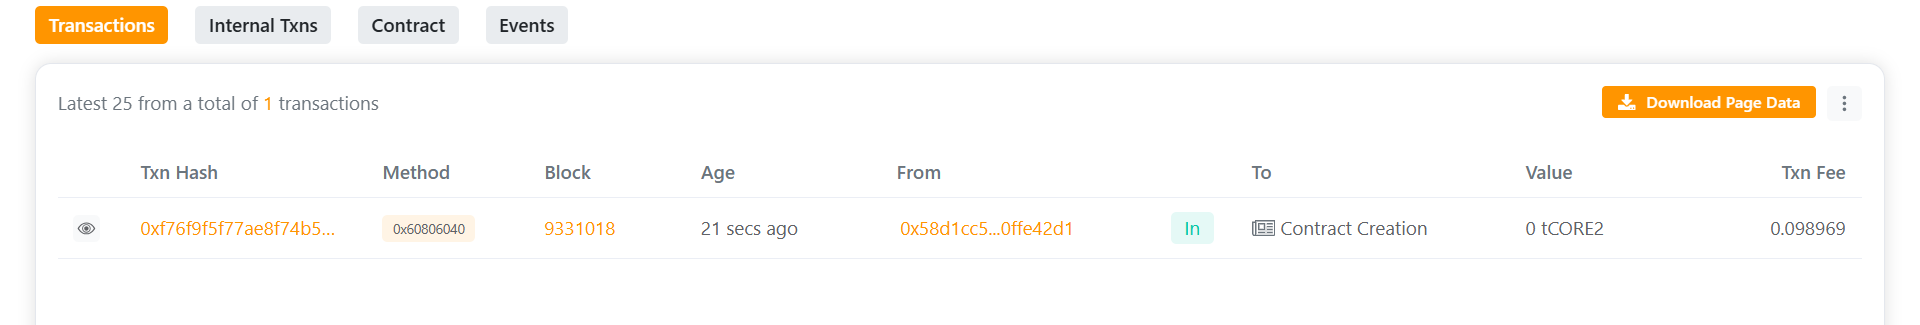 Transactions Internal Txns Contract Events
Latest 25 from a total of 1 transactions Download Page Data
Txn Hash Method Block Age From To Value Txn Fee
0xf76f9f5f77ae8f74b5... 0x60806040 9331018 21 secs ago 0x58d1cc5...0ffe42d1 In Contract Creation 0 tCORE2 0.098969